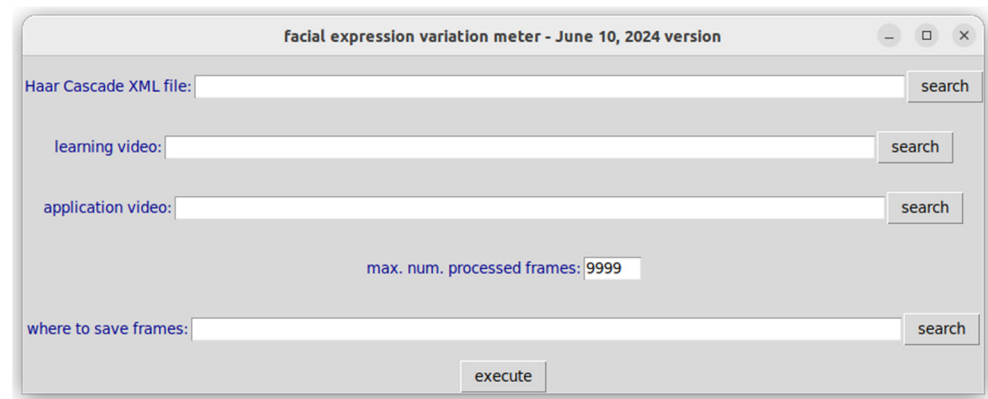 facial expression variation meter - June 10, 2024 version
Haar Cascade XML file: search
learning video: search
application video: search
max. num. processed frames: 9999
where to save frames: search
execute